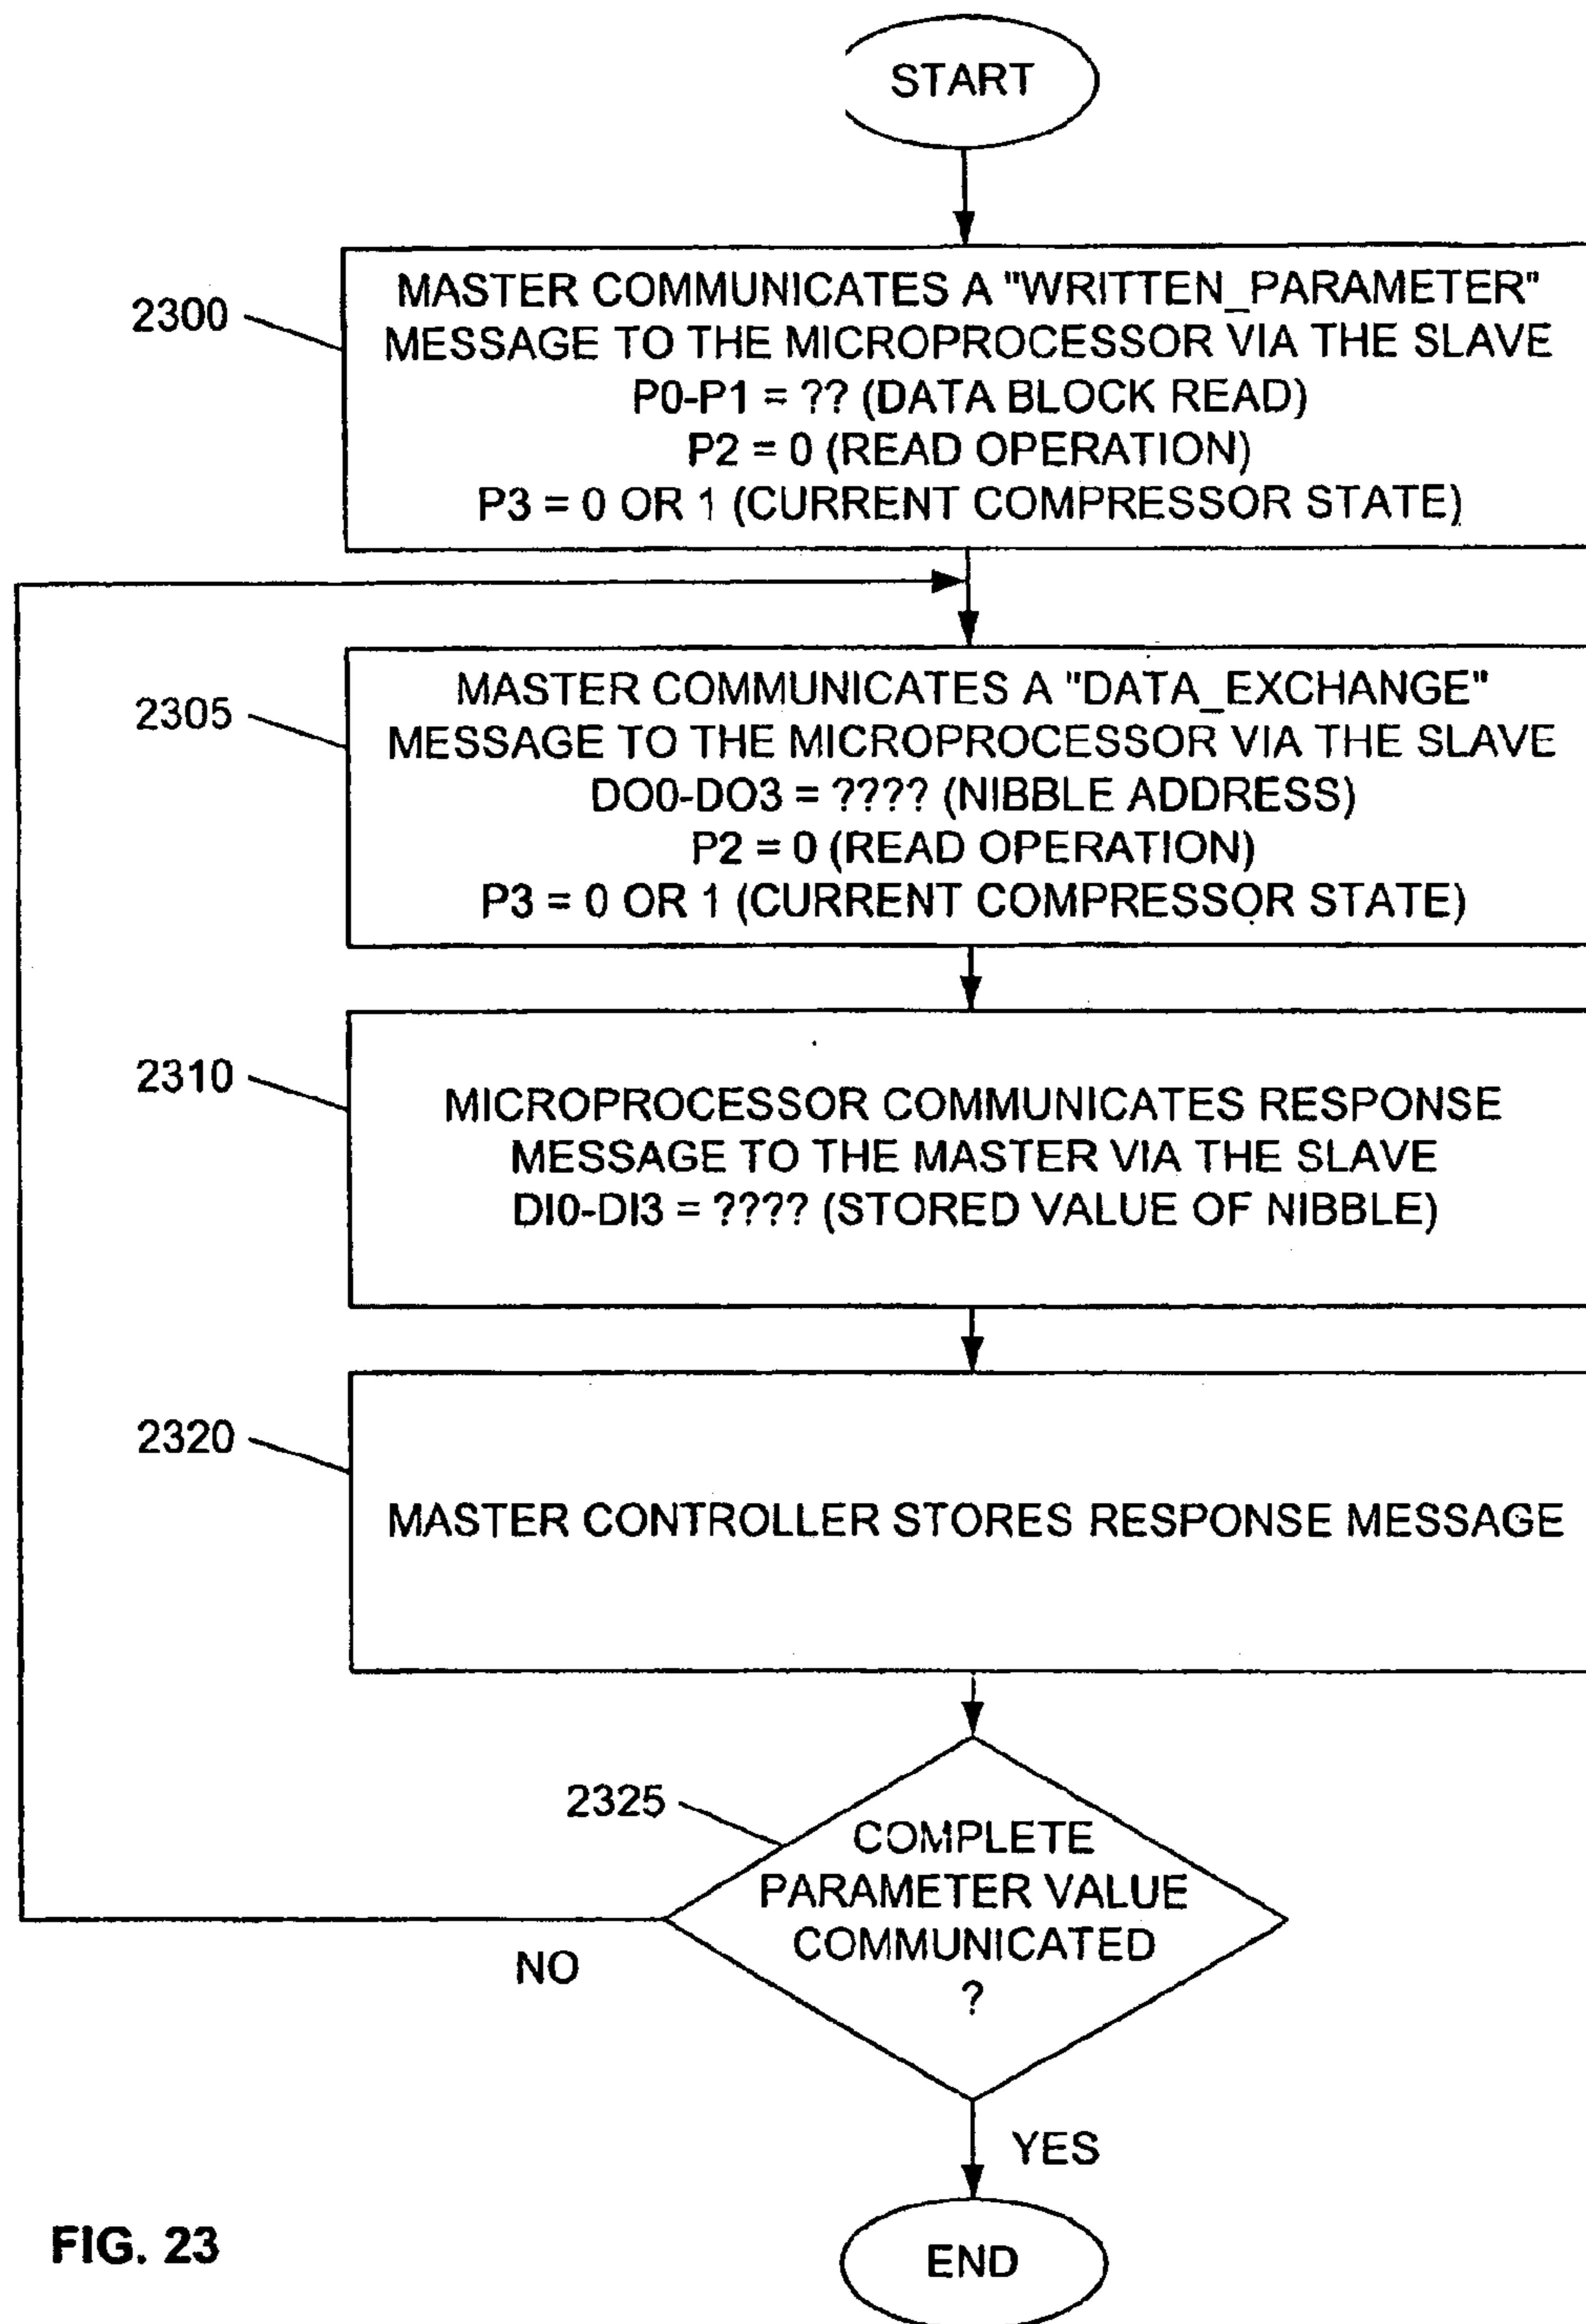 START
2300
MASTER COMMUNICATES A "WRITTEN_PARAMETER"
MESSAGE TO THE MICROPROCESSOR VIA THE SLAVE
P0-P1 = ?? (DATA BLOCK READ)
P2 = 0 (READ OPERATION)
P3 = 0 OR 1 (CURRENT COMPRESSOR STATE)
2305
MASTER COMMUNICATES A "DATA_EXCHANGE"
MESSAGE TO THE MICROPROCESSOR VIA THE SLAVE
DO0-DO3 = ???? (NIBBLE ADDRESS)
P2 = 0 (READ OPERATION)
P3 = 0 OR 1 (CURRENT COMPRESSOR STATE)
2310
MICROPROCESSOR COMMUNICATES RESPONSE
MESSAGE TO THE MASTER VIA THE SLAVE
DI0-DI3 = ???? (STORED VALUE OF NIBBLE)
2320
MASTER CONTROLLER STORES RESPONSE MESSAGE
2325
COMPLETE
PARAMETER VALUE
COMMUNICATED
?
NO
YES
END
FIG. 23